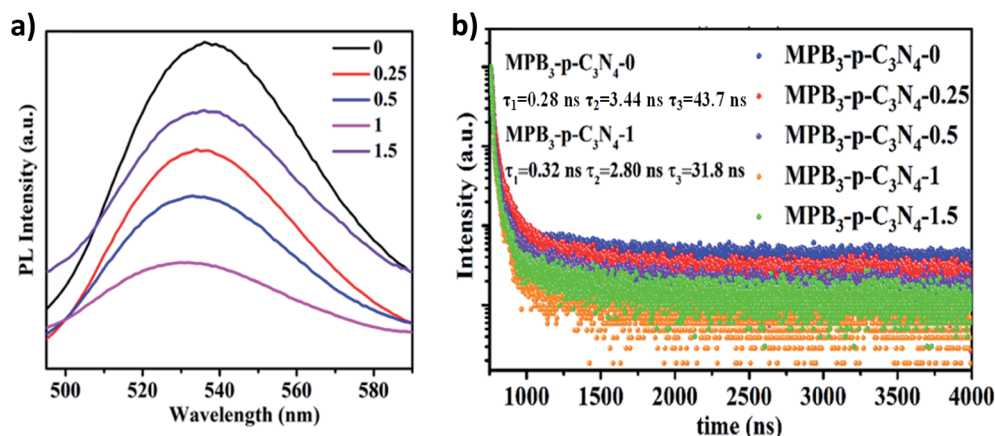 a)
0
0.25
0.5
1
1.5
PL Intensity (a.u.)
500 520 540 560 580
Wavelength (nm)
b)
MPB₃-p-C₃N₄-0
τ₁=0.28 ns τ₂=3.44 ns τ₃=43.7 ns
MPB₃-p-C₃N₄-1
τ₁=0.32 ns τ₂=2.80 ns τ₃=31.8 ns
MPB₃-p-C₃N₄-0
MPB₃-p-C₃N₄-0.25
MPB₃-p-C₃N₄-0.5
MPB₃-p-C₃N₄-1
MPB₃-p-C₃N₄-1.5
Intensity (a.u.)
1000 1500 2000 2500 3000 3500 4000
time (ns)